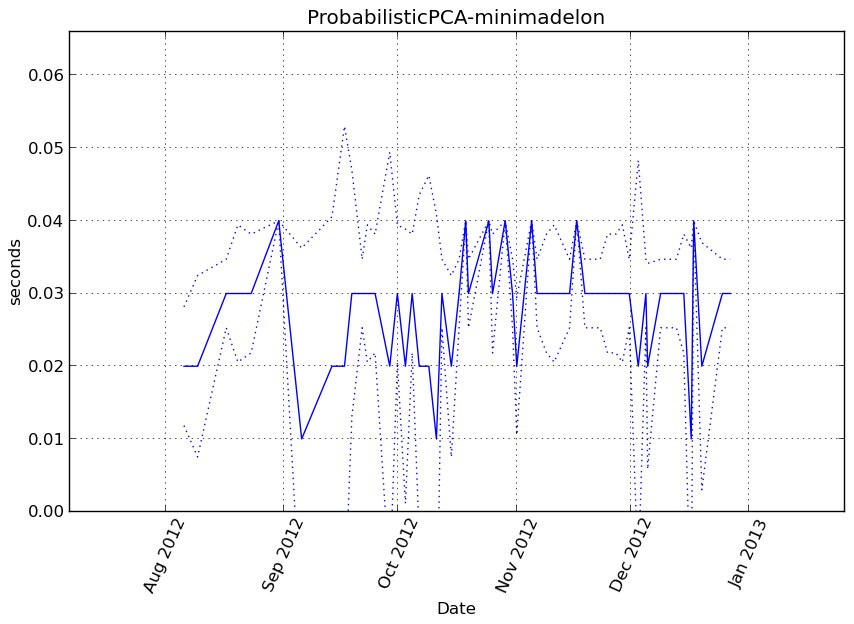 ProbabilisticPCA-minimadelon
0.06
0.05
0.04
0.03
0.02
0.01
0.00
seconds
Aug 2012
Sep 2012
Oct 2012
Nov 2012
Dec 2012
Jan 2013
Date